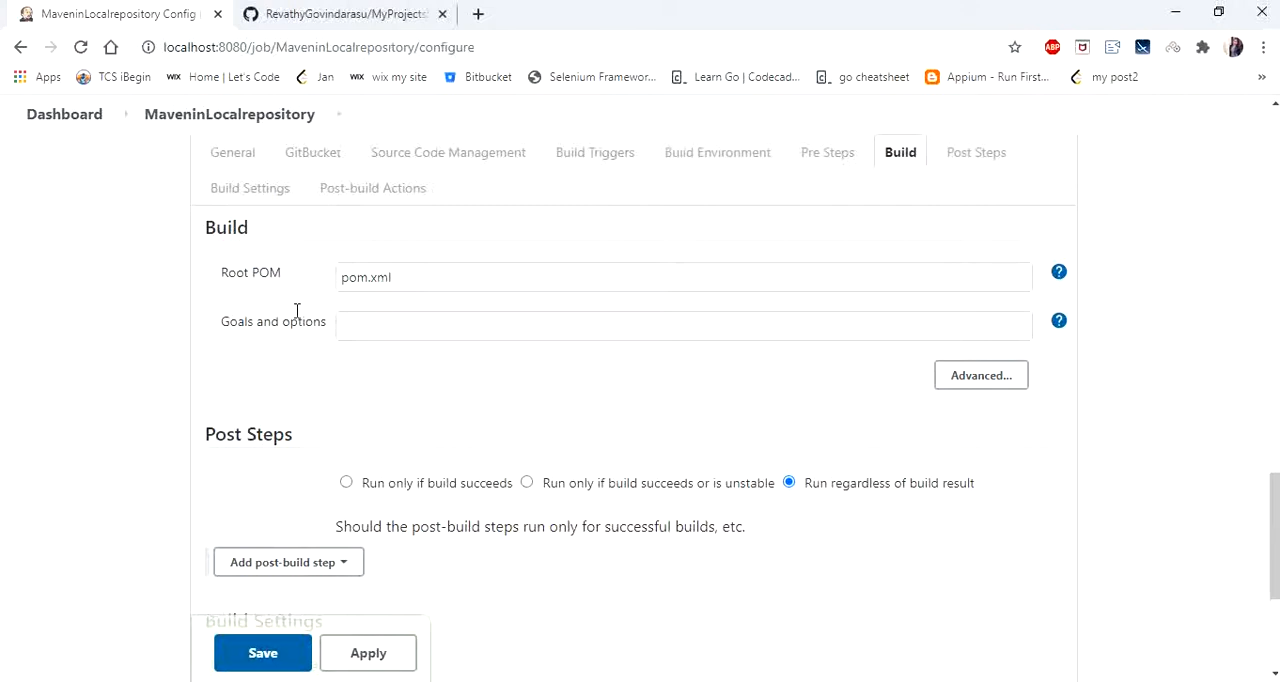 MaveninLocalrepository Config
RevathyGovindarasu/MyProjects:
localhost:8080/job/MaveninLocalrepository/configure
ABP
Apps
TCS iBegin
WIX Home | Let's Code
Jan
WIX wix my site
Bitbucket
Selenium Framewor...
Learn Go | Codecad...
go cheatsheet
Appium - Run First...
my post2
»
Dashboard
MaveninLocalrepository
General
GitBucket
Source Code Management
Build Triggers
Build Environment
Pre Steps
Build
Post Steps
Build Settings
Post-build Actions
Build
Root POM
pom.xml
?
Goals and options
?
Advanced...
Post Steps
Run only if build succeeds
Run only if build succeeds or is unstable
Run regardless of build result
Should the post-build steps run only for successful builds, etc.
Add post-build step
Build Settings
Save
Apply